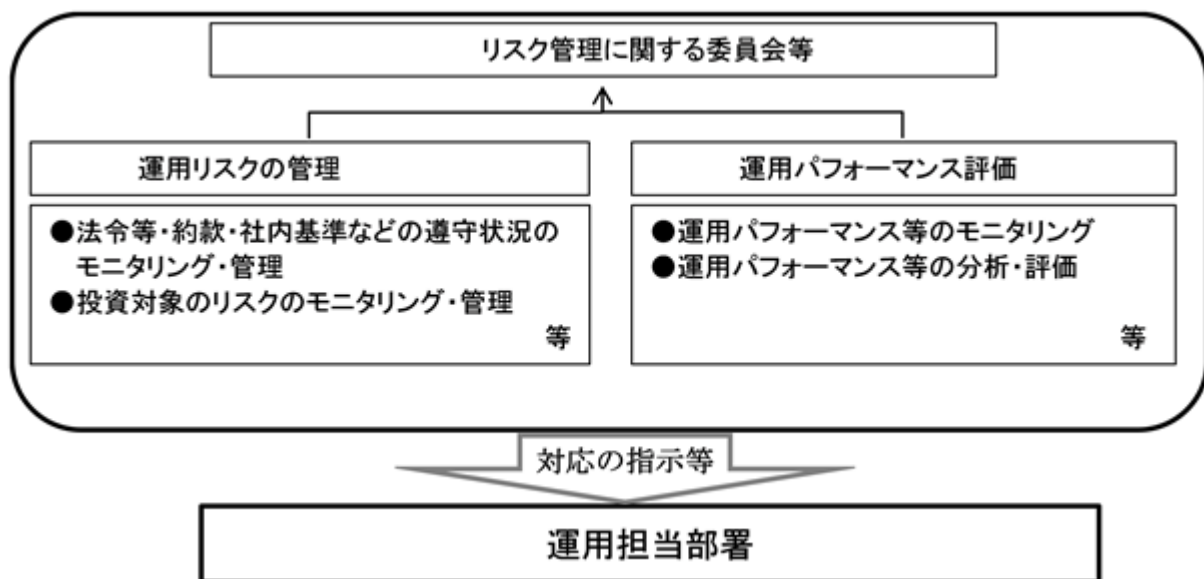 リスク管理に関する委員会等
運用リスクの管理
●法令等・約款・社内基準などの遵守状況の
モニタリング・管理
●投資対象のリスクのモニタリング・管理
等
運用パフォーマンス評価
●運用パフォーマンス等のモニタリング
●運用パフォーマンス等の分析・評価
等
対応の指示等
運用担当部署